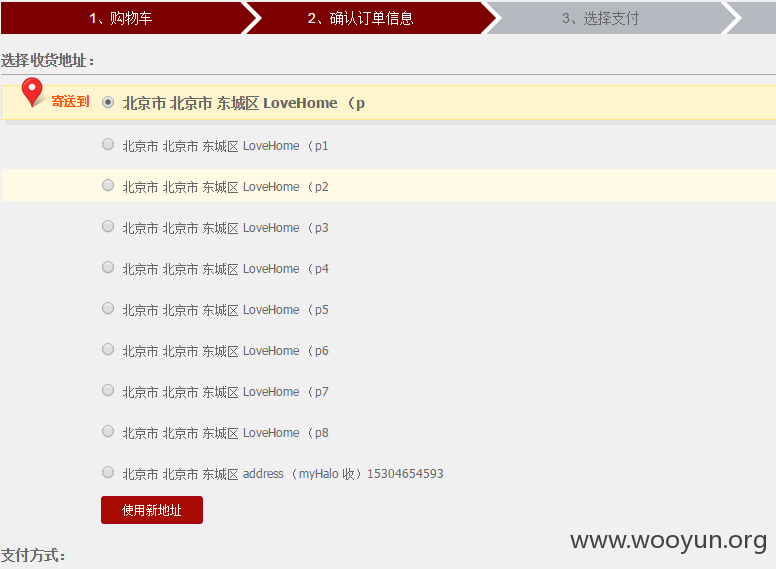 1、购物车 2、确认订单信息 3、选择支付
选择收货地址：
寄送到 北京市 北京市 东城区 LoveHome （p
北京市 北京市 东城区 LoveHome （p1
北京市 北京市 东城区 LoveHome （p2
北京市 北京市 东城区 LoveHome （p3
北京市 北京市 东城区 LoveHome （p4
北京市 北京市 东城区 LoveHome （p5
北京市 北京市 东城区 LoveHome （p6
北京市 北京市 东城区 LoveHome （p7
北京市 北京市 东城区 LoveHome （p8
北京市 北京市 东城区 address （myHalo 收）15304654593
使用新地址
www.wooyun.org
支付方式：